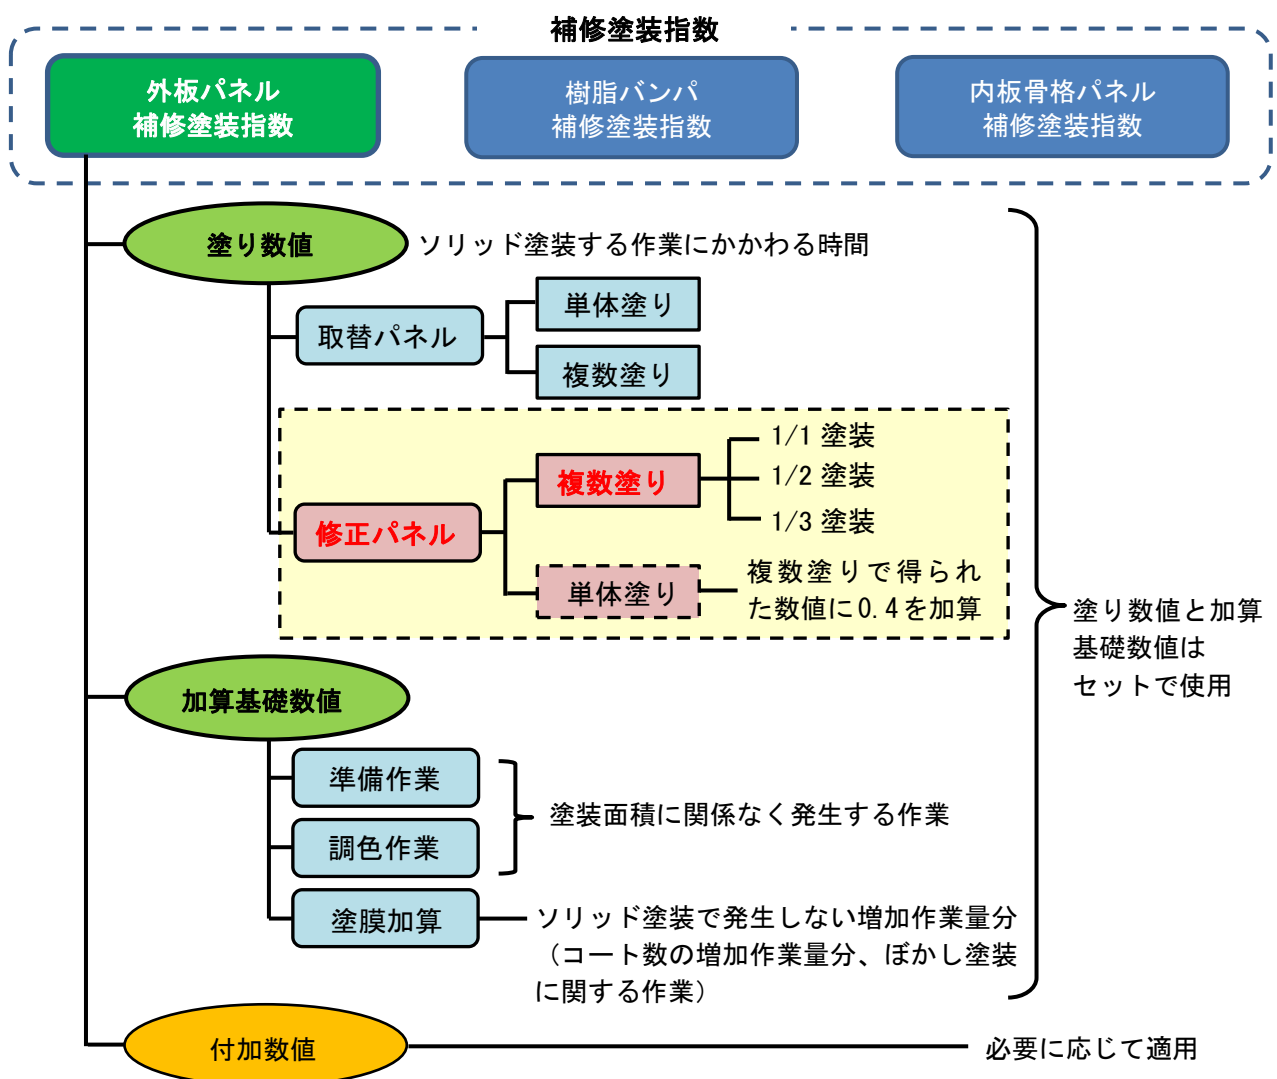 補修塗装指数
外板パネル
補修塗装指数
樹脂バンパ
補修塗装指数
内板骨格パネル
補修塗装指数
塗り数値
ソリッド塗装する作業にかかわる時間
取替パネル
単体塗り
複数塗り
修正パネル
複数塗り
1/1 塗装
1/2 塗装
1/3 塗装
単体塗り
複数塗りで得られ
た数値に0.4を加算
塗り数値と加算
基礎数値は
セットで使用
加算基礎数値
準備作業
調色作業
塗装面積に関係なく発生する作業
塗膜加算
ソリッド塗装で発生しない増加作業量分
（コート数の増加作業量分、ぼかし塗装
に関する作業）
付加数値
必要に応じて適用